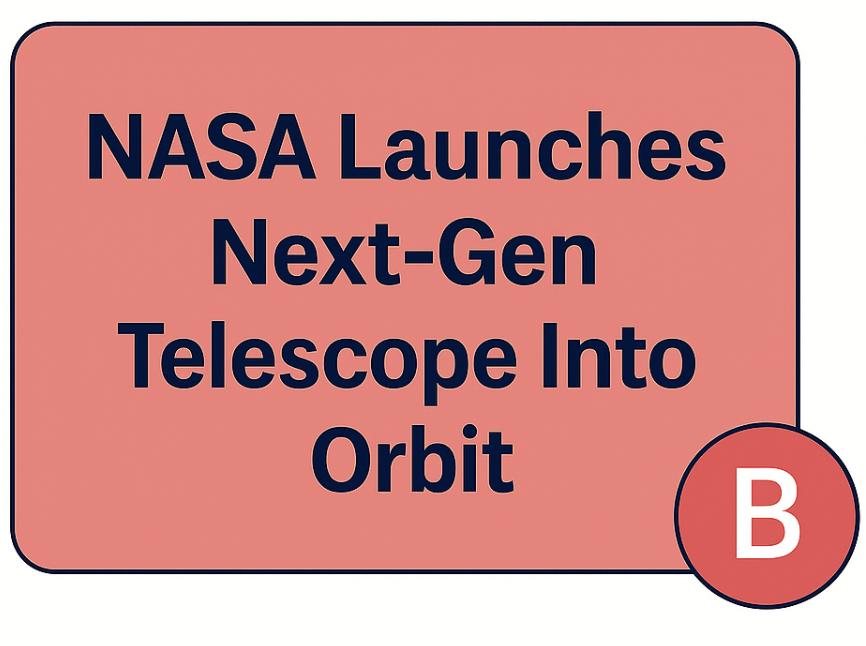 NASA Launches
Next-Gen
Telescope Into
Orbit
B